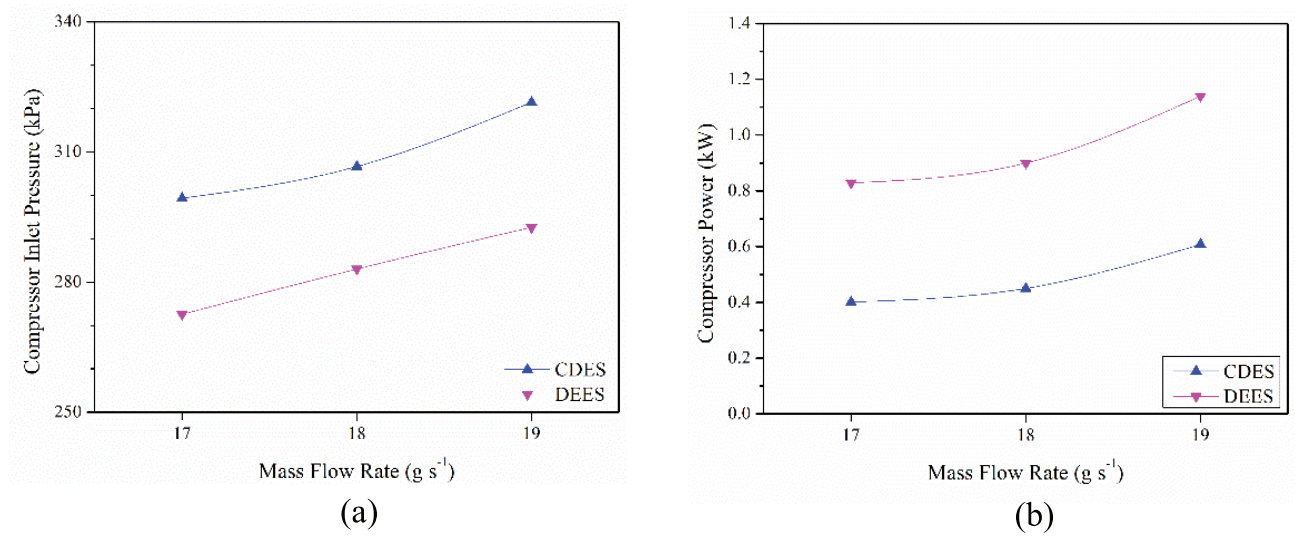 340
310
280
250
Compressor Inlet Pressure (kPa)
17 18 19
Mass Flow Rate (g s⁻¹)
CDES
DEES
(a)
1.4
1.2
1.0
0.8
0.6
0.4
0.2
0.0
Compressor Power (kW)
17 18 19
Mass Flow Rate (g s⁻¹)
CDES
DEES
(b)